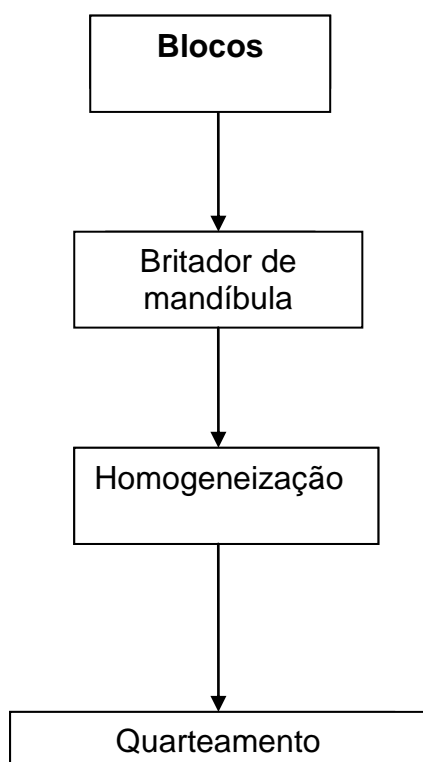 Blocos
Britador de
mandíbula
Homogeneização
Quarteamento